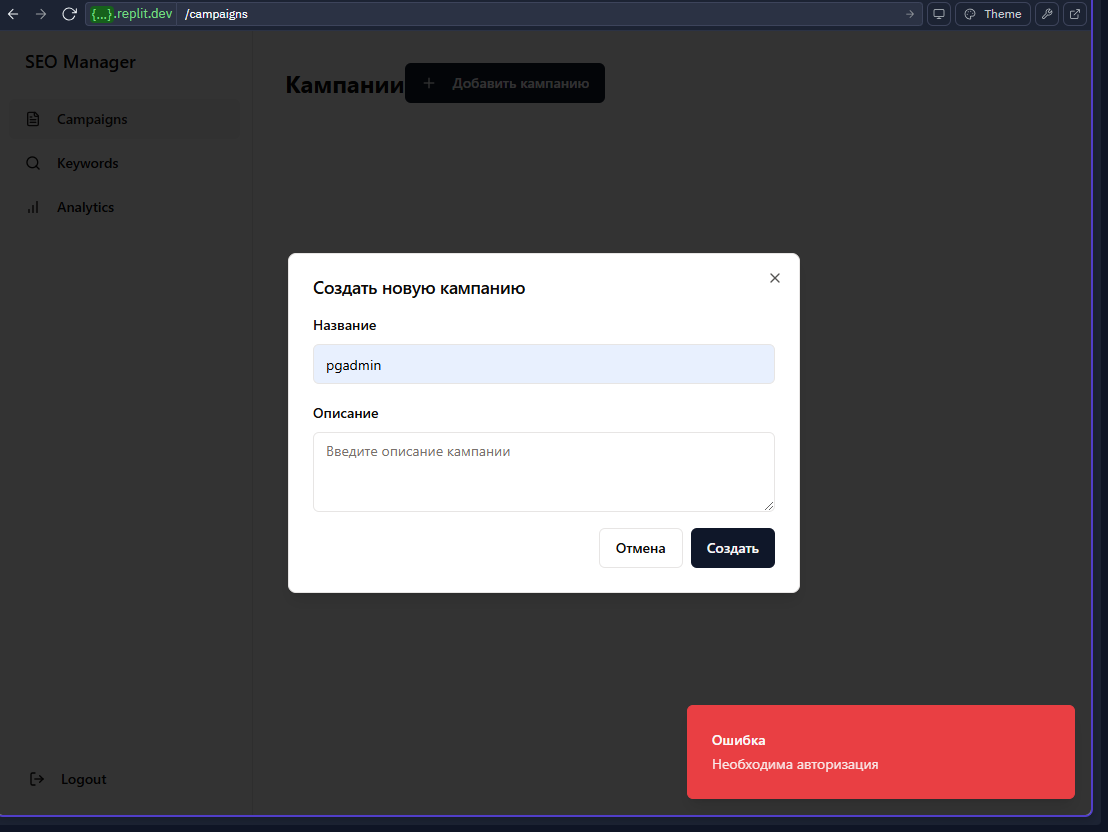 {...}.replit.dev /campaigns
Theme
SEO Manager
Кампании
+ Добавить кампанию
Campaigns
Keywords
Analytics
Создать новую кампанию
Название
pgadmin
Описание
Введите описание кампании
Отмена
Создать
Ошибка
Необходима авторизация
Logout